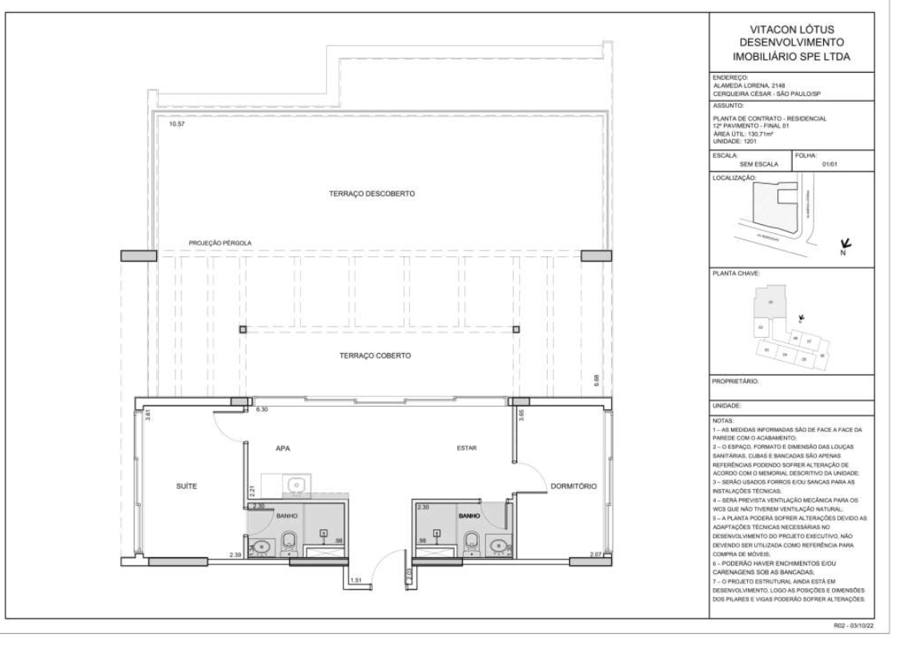 VITACON LÓTUS
DESENVOLVIMENTO
IMOBILIÁRIO SPE LTDA
ENDEREÇO:
ALAMEDA LORENA, 2148
CERQUEIRA CÉSAR - SÃO PAULO/SP
ASSUNTO:
PLANTA DE CONTRATO - RESIDENCIAL
12º PAVIMENTO - FINAL 01
ÁREA ÚTIL: 130,71m²
UNIDADE: 1201
ESCALA:
SEM ESCALA
FOLHA:
01/01
LOCALIZAÇÃO:
N
PLANTA CHAVE:
PROPRIETÁRIO:
UNIDADE:
NOTAS:
1 – AS MEDIDAS INFORMADAS SÃO DE FACE A FACE DA
PAREDE COM O ACABAMENTO;
2 – O ESPAÇO, FORMATO E DIMENSÃO DAS LOUÇAS
SANITÁRIAS, CUBAS E BANCADAS SÃO APENAS
REFERÊNCIAS PODENDO SOFRER ALTERAÇÃO DE
ACORDO COM O MEMORIAL DESCRITIVO DA UNIDADE;
3 – SERÃO USADOS FORROS E/OU SANCAS PARA AS
INSTALAÇÕES TÉCNICAS;
4 – SERÁ PREVISTA VENTILAÇÃO MECÂNICA PARA OS
WCS QUE NÃO TIVEREM VENTILAÇÃO NATURAL;
5 – A PLANTA PODERÁ SOFRER ALTERAÇÕES DEVIDO AS
ADAPTAÇÕES TÉCNICAS NECESSÁRIAS NO
DESENVOLVIMENTO DO PROJETO EXECUTIVO, NÃO
DEVENDO SER UTILIZADA COMO REFERÊNCIA PARA
COMPRA DE MÓVEIS;
6 – PODERÃO HAVER ENCHIMENTOS E/OU
CARENAGENS SOB AS BANCADAS;
7 – O PROJETO ESTRUTURAL AINDA ESTÁ EM
DESENVOLVIMENTO, LOGO AS POSIÇÕES E DIMENSÕES
DOS PILARES E VIGAS PODERÃO SOFRER ALTERAÇÕES.
R02 - 03/10/22
10.57
TERRAÇO DESCOBERTO
PROJEÇÃO PÉRGOLA
TERRAÇO COBERTO
6.68
3.61
6.30
3.65
APA
ESTAR
SUÍTE
DORMITÓRIO
2.21
2.30
BANHO
.98
2.30
BANHO
.98
2.39
2.07
1.51
2.03